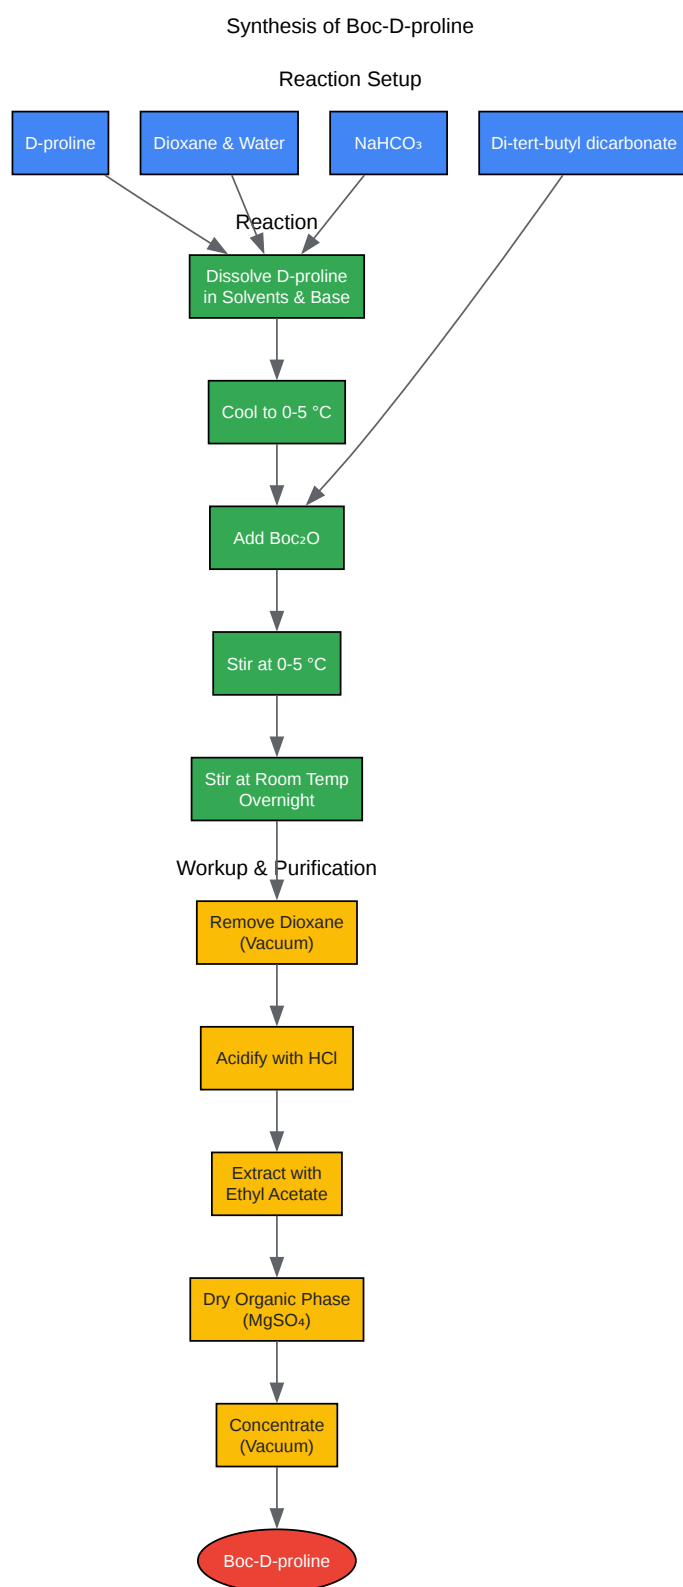 Synthesis of Boc-D-proline
Reaction Setup
D-proline
Dioxane & Water
NaHCO₃
Di-tert-butyl dicarbonate
Reaction
Dissolve D-proline
in Solvents & Base
Cool to 0-5 °C
Add Boc₂O
Stir at 0-5 °C
Stir at Room Temp
Overnight
Workup & Purification
Remove Dioxane
(Vacuum)
Acidify with HCl
Extract with
Ethyl Acetate
Dry Organic Phase
(MgSO₄)
Concentrate
(Vacuum)
Boc-D-proline